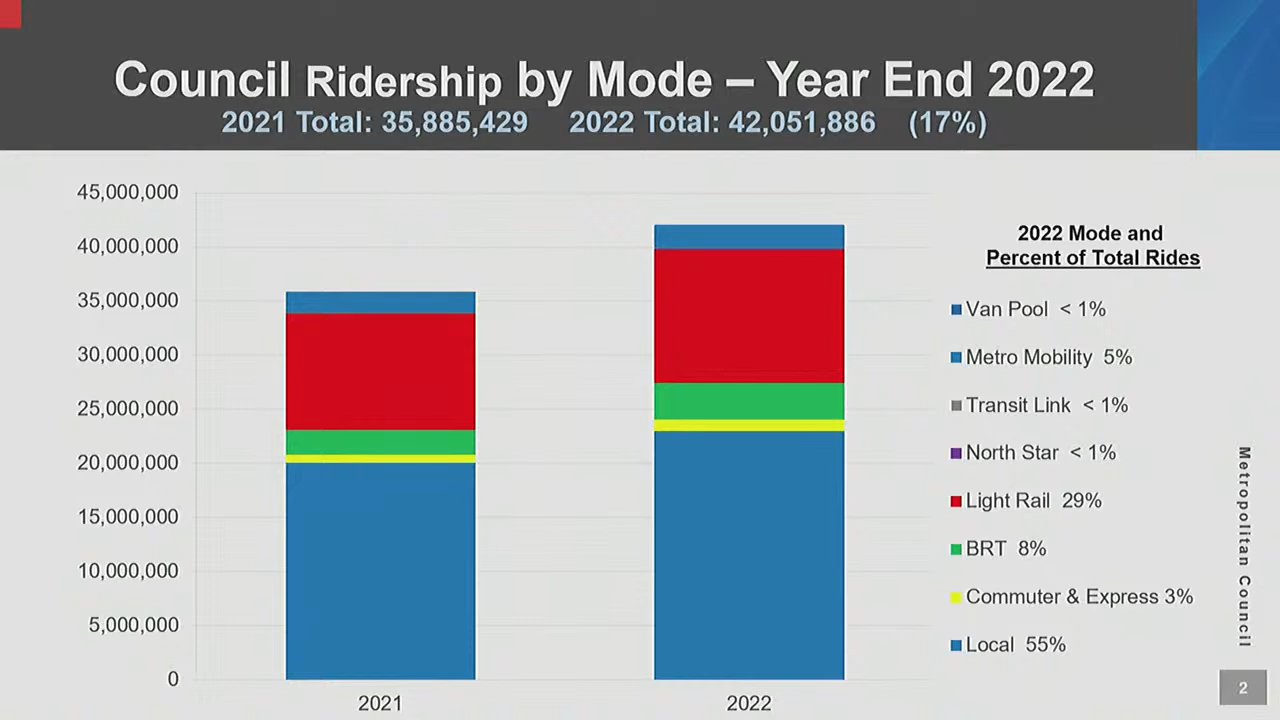 Council Ridership by Mode – Year End 2022
2021 Total: 35,885,429 2022 Total: 42,051,886 (17%)
45,000,000
40,000,000
35,000,000
30,000,000
25,000,000
20,000,000
15,000,000
10,000,000
5,000,000
0
2021
2022
2022 Mode and
Percent of Total Rides
Van Pool < 1%
Metro Mobility 5%
Transit Link < 1%
North Star < 1%
Light Rail 29%
BRT 8%
Commuter & Express 3%
Local 55%
Metropolitan Council
2